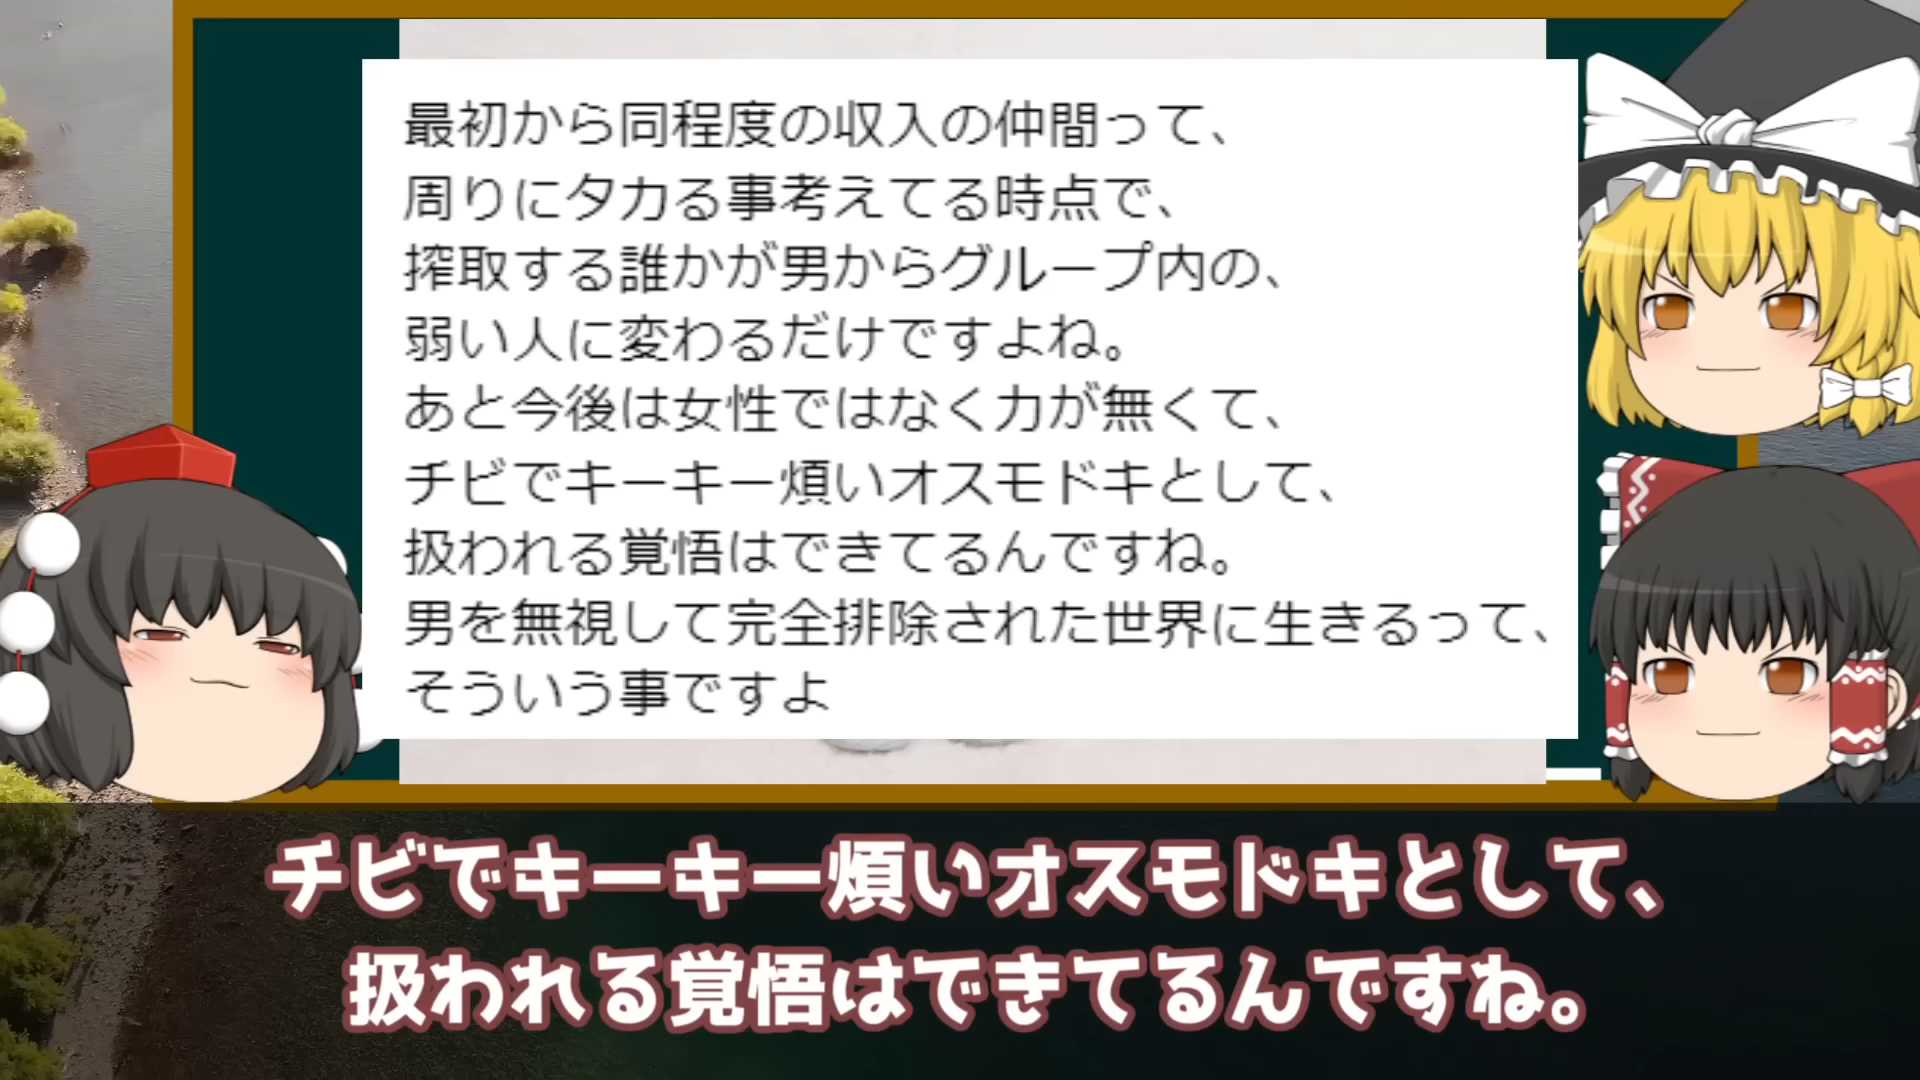 最初から同程度の収入の仲間って、
周りにタカる事考えてる時点で、
搾取する誰かが男からグループ内の、
弱い人に変わるだけですよね。
あと今後は女性ではなく力が無くて、
チビでキーキー煩いオスモドキとして、
扱われる覚悟はできてるんですね。
男を無視して完全排除された世界に生きるって、
そういう事ですよ
チビでキーキー煩いオスモドキとして、
扱われる覚悟はできてるんですね。